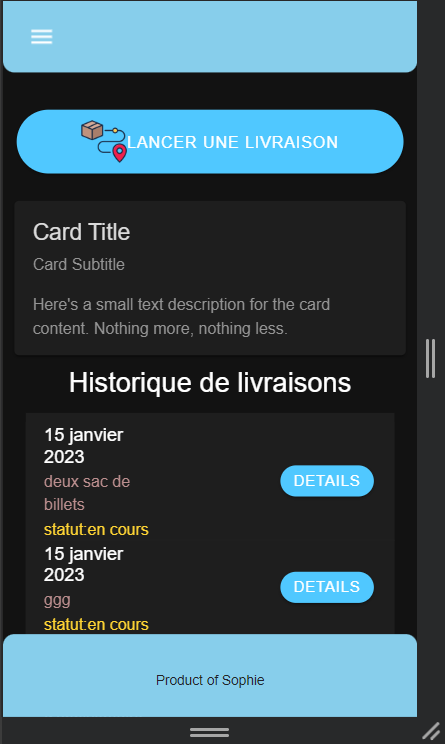 LANCER UNE LIVRAISON
Card Title
Card Subtitle
Here's a small text description for the card
content. Nothing more, nothing less.
Historique de livraisons
15 janvier
2023
deux sac de
billets
statut:en cours
DETAILS
15 janvier
2023
ggg
statut:en cours
DETAILS
Product of Sophie